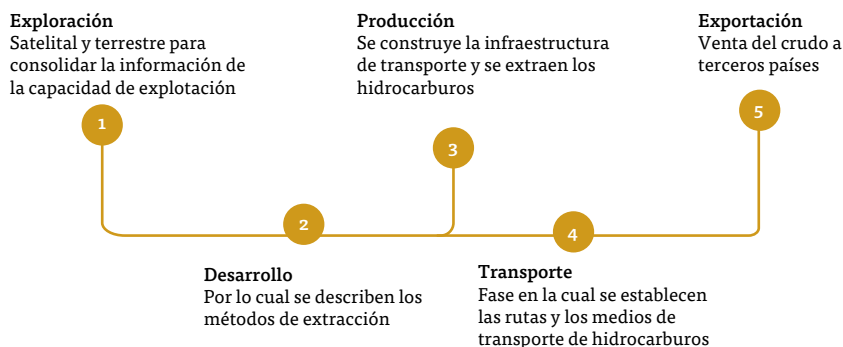 Exploración
Satelital y terrestre para
consolidar la información de
la capacidad de explotación
1
Desarrollo
Por lo cual se describen los
métodos de extracción
2
Producción
Se construye la infraestructura
de transporte y se extraen los
hidrocarburos
3
Transporte
Fase en la cual se establecen
las rutas y los medios de
transporte de hidrocarburos
4
Exportación
Venta del crudo a
terceros países
5